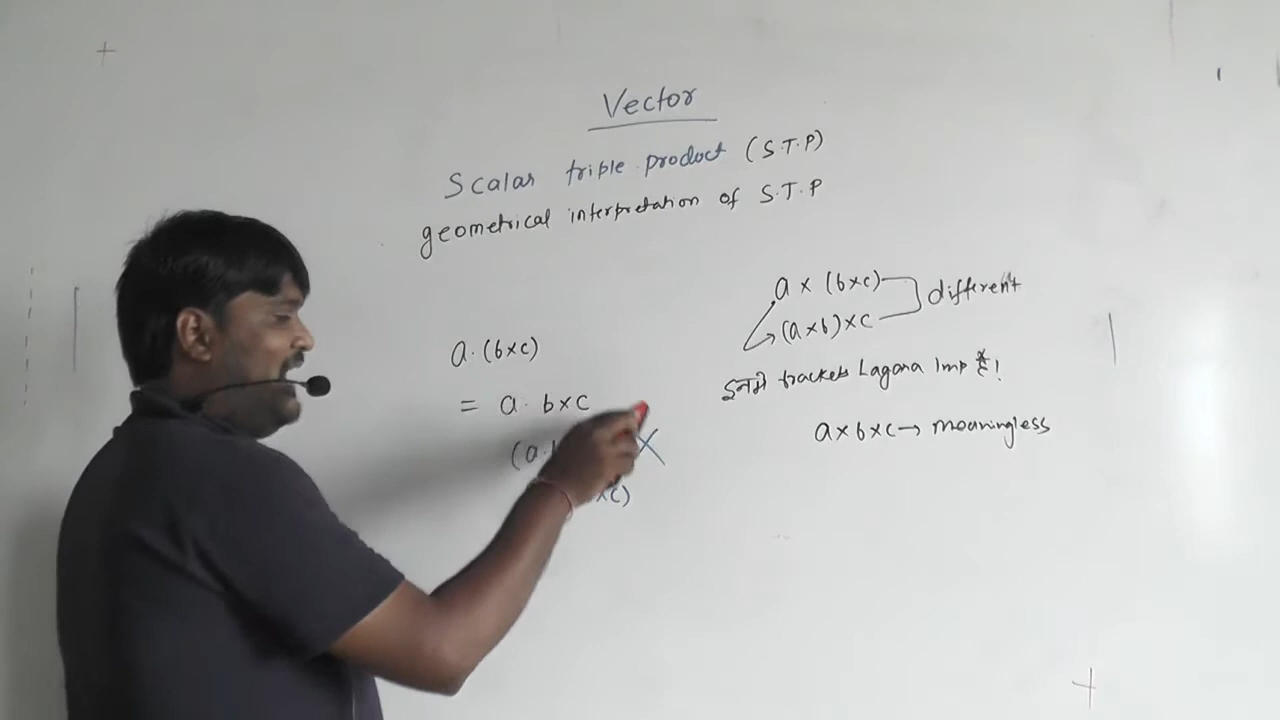 Vector
Scalar triple product (S.T.P)
geometrical interpretation of S.T.P
a × (b×c)
(a×b)×c
different
a·(b×c)
= a· b×c
इनमे brackets Lagana Imp है!
a×b×c→ meaningless
(a·
×c)